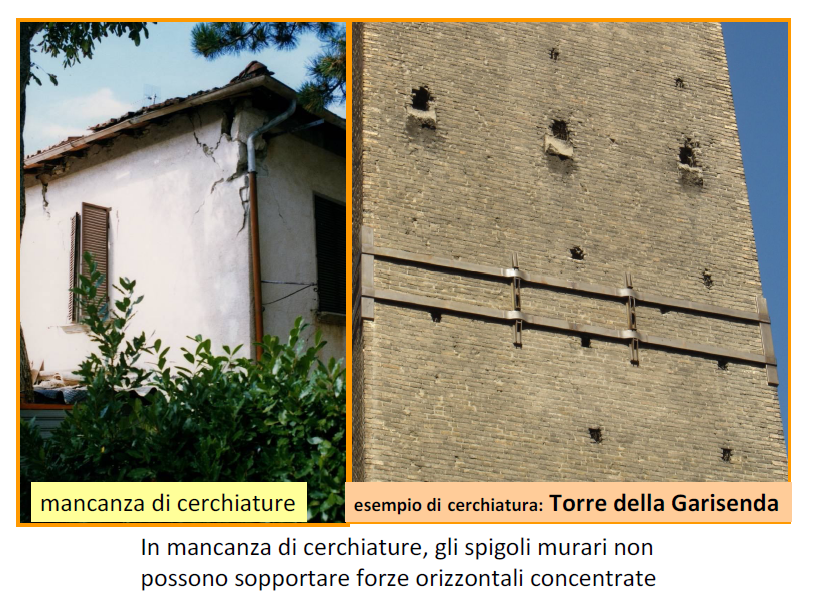 mancanza di cerchiature
esempio di cerchiatura: Torre della Garisenda
In mancanza di cerchiature, gli spigoli murari non
possono sopportare forze orizzontali concentrate